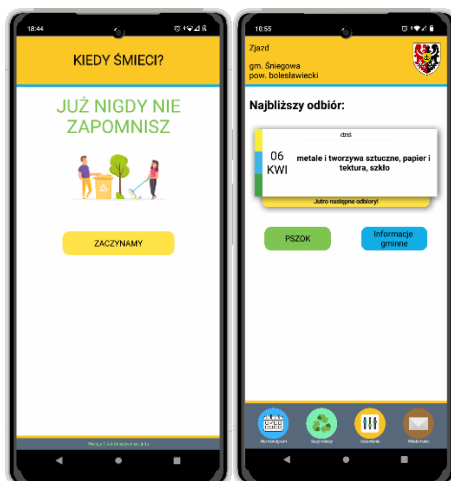 18:44
KIEDY ŚMIECI?
JUŻ NIGDY NIE
ZAPOMNISZ
ZACZYNAMY
10:55
Zjazd
gm. Śniegowa
pow. bolesławiecki
Najbliższy odbiór:
dziś
06
KWI
metale i tworzywa sztuczne, papier i
tektura, szkło
Jutro następne odbiory!
PSZOK
Informacje
gminne